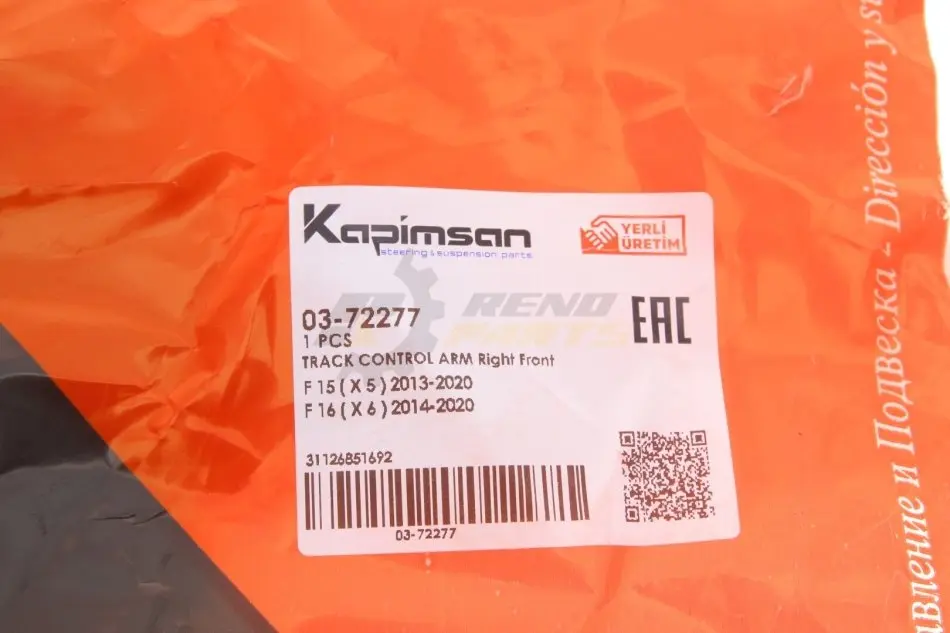 Kapimsan
steering & suspension parts
YERLİ
ÜRETİM
RENO
PARTS
03-72277
1 PCS
EAC
TRACK CONTROL ARM Right Front
F 15 ( X 5 ) 2013-2020
F 16 ( X 6 ) 2014-2020
31126851692
03-72277
авление и Подвеска - Dirección y su